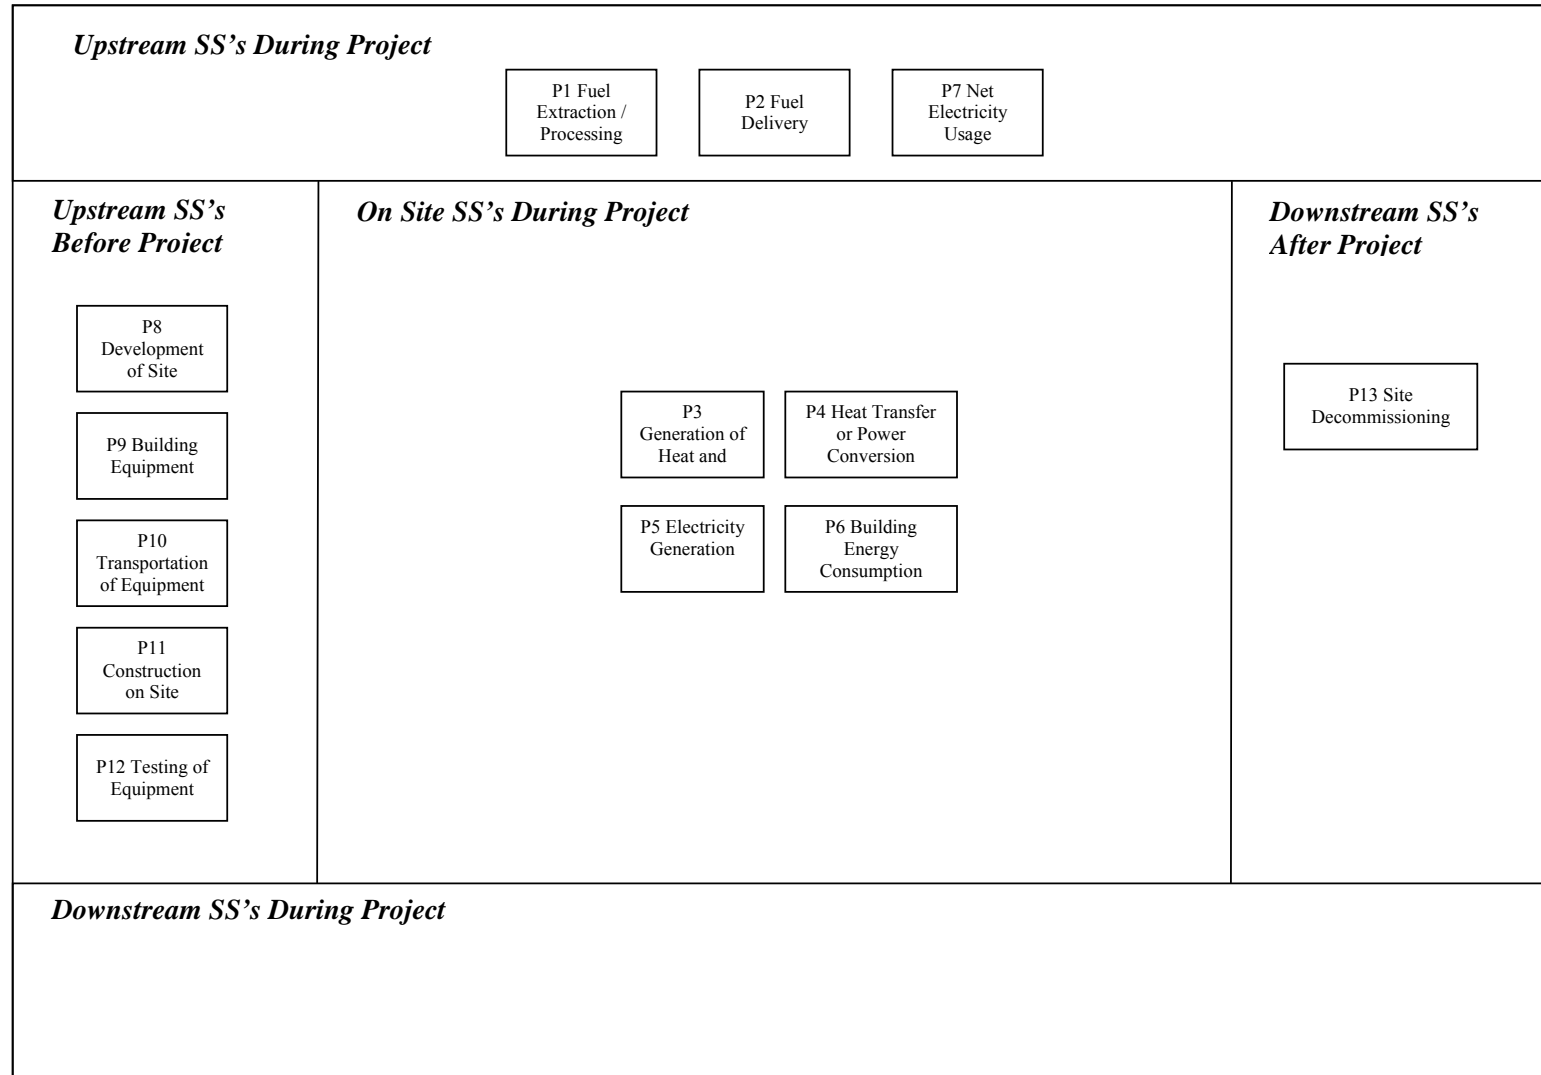 Upstream SS's During Project
P1 Fuel
Extraction /
Processing
P2 Fuel
Delivery
P7 Net
Electricity
Usage
Upstream SS's
Before Project
P8
Development
of Site
P9 Building
Equipment
P10
Transportation
of Equipment
P11
Construction
on Site
P12 Testing of
Equipment
On Site SS's During Project
P3
Generation of
Heat and
P4 Heat Transfer
or Power
Conversion
P5 Electricity
Generation
P6 Building
Energy
Consumption
Downstream SS's
After Project
P13 Site
Decommissioning
Downstream SS's During Project